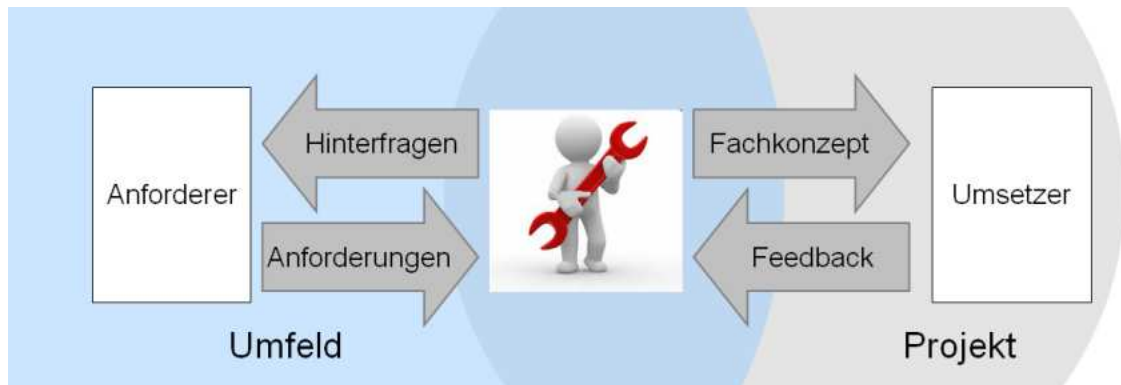 Hinterfragen
Fachkonzept
Anforderer
Umsetzer
Anforderungen
Feedback
Umfeld
Projekt